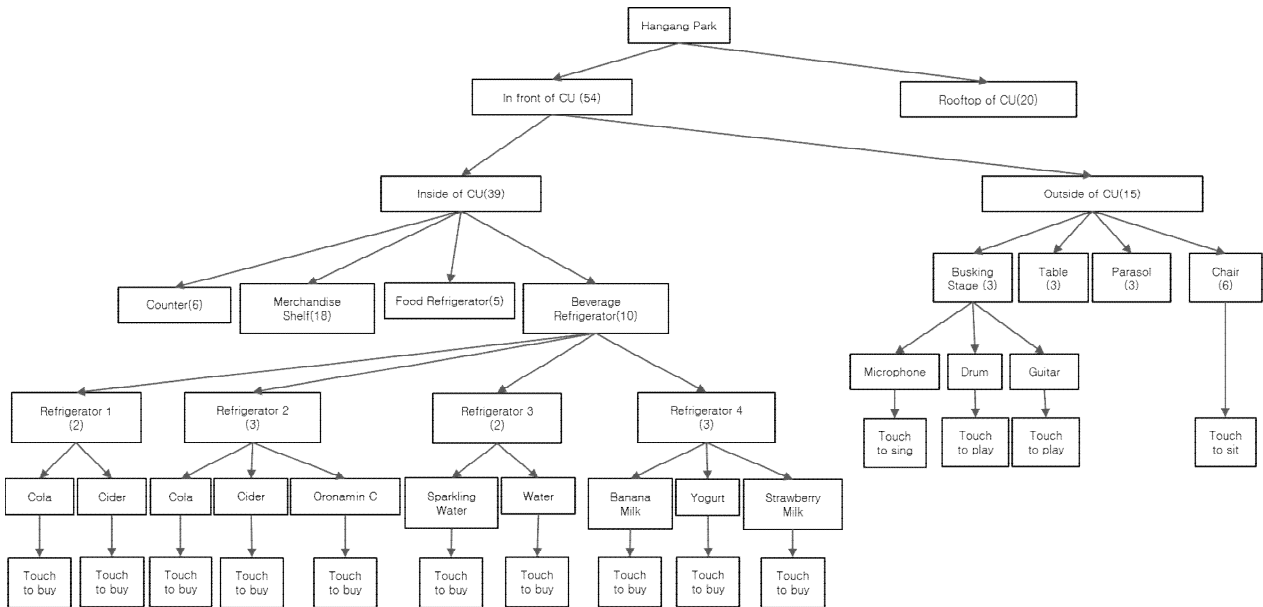 Hangang Park
In front of CU (54)
Rooftop of CU(20)
Inside of CU(39)
Outside of CU(15)
Counter(6)
Merchandise
Shelf(18)
Food Refrigerator(5)
Beverage
Refrigerator(10)
Busking
Stage (3)
Table
(3)
Parasol
(3)
Chair
(6)
Microphone
Drum
Guitar
Refrigerator 1
(2)
Refrigerator 2
(3)
Refrigerator 3
(2)
Refrigerator 4
(3)
Touch
to sing
Touch
to play
Touch
to play
Touch
to sit
Cola
Cider
Cola
Cider
Oronamin C
Sparkling
Water
Water
Banana
Milk
Yogurt
Strawberry
Milk
Touch
to buy
Touch
to buy
Touch
to buy
Touch
to buy
Touch
to buy
Touch
to buy
Touch
to buy
Touch
to buy
Touch
to buy
Touch
to buy